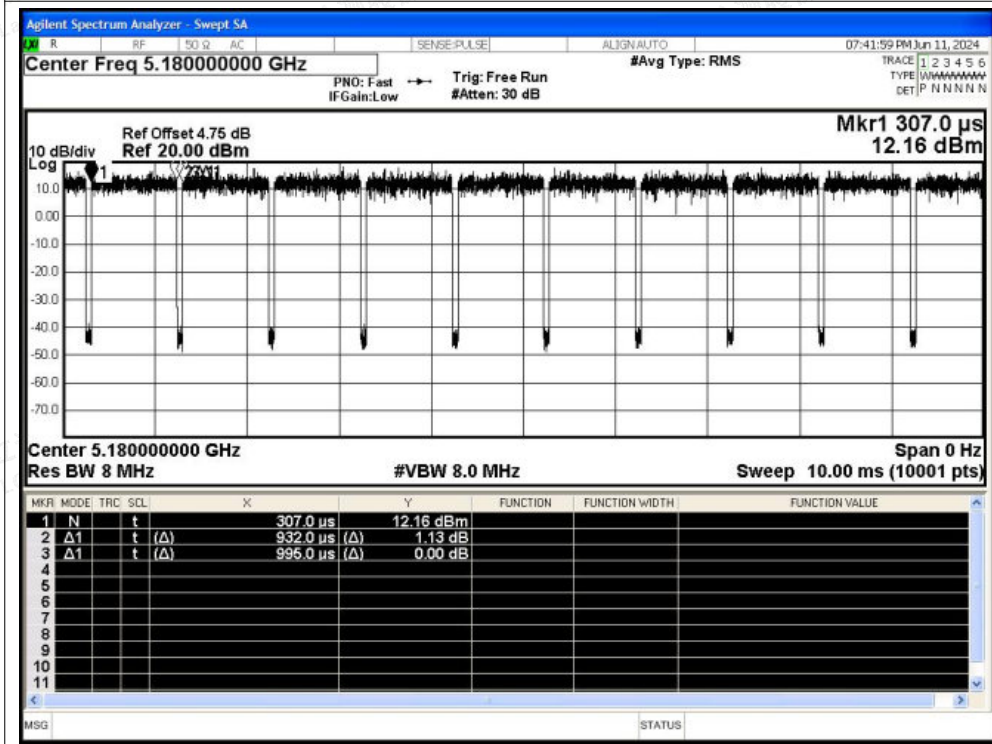 Agilent Spectrum Analyzer - Swept SA
LXI R RF 50 Ω AC SENSE:PULSE ALIGN AUTO 07:41:59 PM Jun 11, 2024
Center Freq 5.180000000 GHz
#Avg Type: RMS
TRACE 1 2 3 4 5 6
PNO: Fast Trig: Free Run
TYPE WWWWWW
IFGain:Low #Atten: 30 dB
DET P N N N N N
Mkr1 307.0 µs
Ref Offset 4.75 dB
10 dB/div Ref 20.00 dBm 12.16 dBm
Log
1
10.0
0.00
-10.0
-20.0
-30.0
-40.0
-50.0
-60.0
-70.0
Center 5.180000000 GHz Span 0 Hz
Res BW 8 MHz #VBW 8.0 MHz Sweep 10.00 ms (10001 pts)
MKR MODE TRC SCL X Y FUNCTION FUNCTION WIDTH FUNCTION VALUE
1 N t 307.0 µs 12.16 dBm
2 Δ1 t (Δ) 932.0 µs (Δ) 1.13 dB
3 Δ1 t (Δ) 995.0 µs (Δ) 0.00 dB
4
5
6
7
8
9
10
11
MSG STATUS